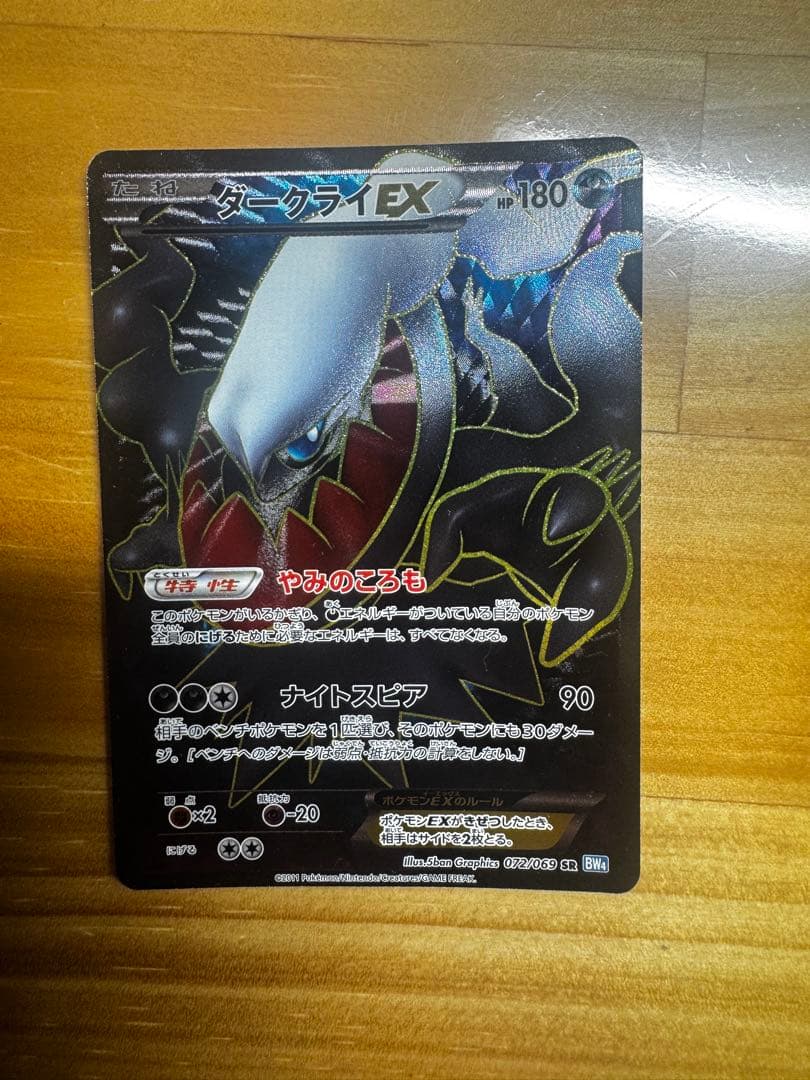 たね ダークライEX HP180
とくせい
特性 やみのころも
このポケモンがいるかぎり、エネルギーがついている自分のポケモン
全員のにげるために必要なエネルギーは、すべてなくなる。
ナイトスピア 90
相手のベンチポケモンを1匹選び、そのポケモンにも30ダメー
ジ。[ベンチへのダメージは弱点・抵抗力の計算をしない。]
弱点 抵抗力 ポケモンEXのルール
×2 -20 ポケモンEXがきぜつしたとき、
相手はサイドを2枚とる。
にげる
Illus.5ban Graphics 072/069 SR BW4
©2011 Pokémon/Nintendo/Creatures/GAME FREAK.